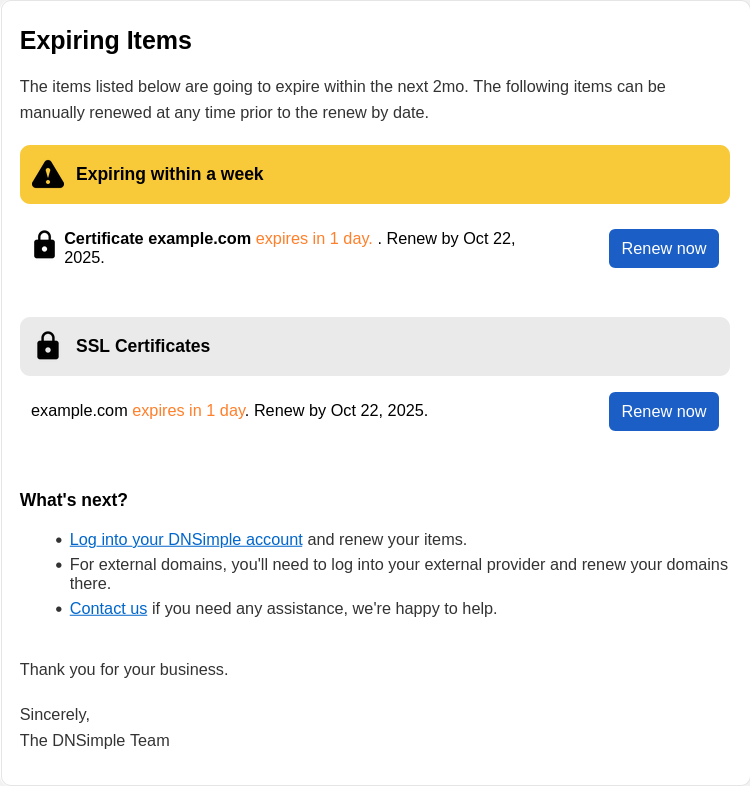 Expiring Items
The items listed below are going to expire within the next 2mo. The following items can be
manually renewed at any time prior to the renew by date.
Expiring within a week
Certificate example.com expires in 1 day. . Renew by Oct 22,
2025.
Renew now
SSL Certificates
example.com expires in 1 day. Renew by Oct 22, 2025.
Renew now
What's next?
• Log into your DNSimple account and renew your items.
• For external domains, you'll need to log into your external provider and renew your domains
there.
• Contact us if you need any assistance, we're happy to help.
Thank you for your business.
Sincerely,
The DNSimple Team